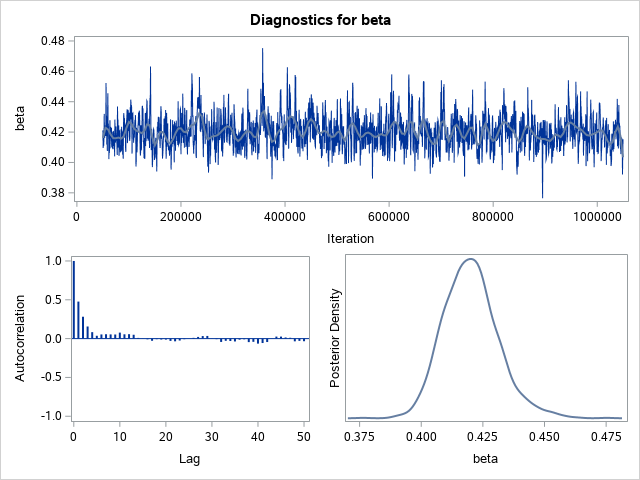 Diagnostics for beta
beta
0.48
0.46
0.44
0.42
0.40
0.38
0 200000 400000 600000 800000 1000000
Iteration
Autocorrelation
1.0
0.5
0.0
-0.5
-1.0
0 10 20 30 40 50
Lag
Posterior Density
0.375 0.400 0.425 0.450 0.475
beta